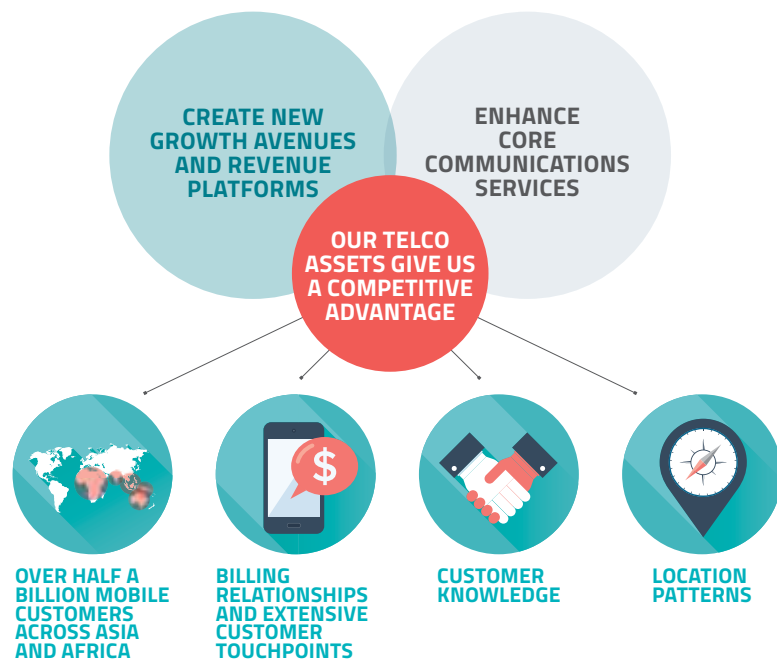 CREATE NEW
GROWTH AVENUES
AND REVENUE
PLATFORMS
ENHANCE
CORE
COMMUNICATIONS
SERVICES
OUR TELCO
ASSETS GIVE US
A COMPETITIVE
ADVANTAGE
$
OVER HALF A
BILLION MOBILE
CUSTOMERS
ACROSS ASIA
AND AFRICA
BILLING
RELATIONSHIPS
AND EXTENSIVE
CUSTOMER
TOUCHPOINTS
CUSTOMER
KNOWLEDGE
LOCATION
PATTERNS